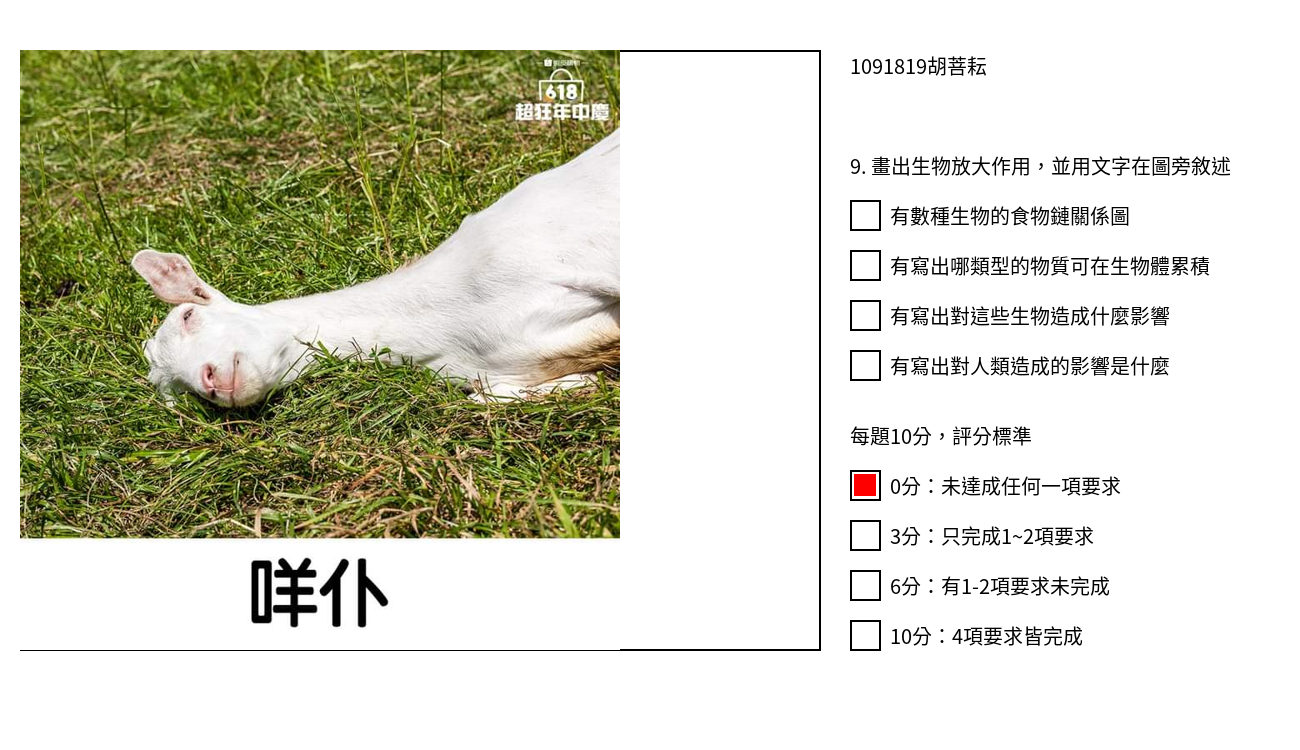 蝦皮購物
618
超狂年中慶
咩仆
1091819胡菩耘
9. 畫出生物放大作用，並用文字在圖旁敘述
有數種生物的食物鏈關係圖
有寫出哪類型的物質可在生物體累積
有寫出對這些生物造成什麼影響
有寫出對人類造成的影響是什麼
每題10分，評分標準
0分：未達成任何一項要求
3分：只完成1~2項要求
6分：有1-2項要求未完成
10分：4項要求皆完成